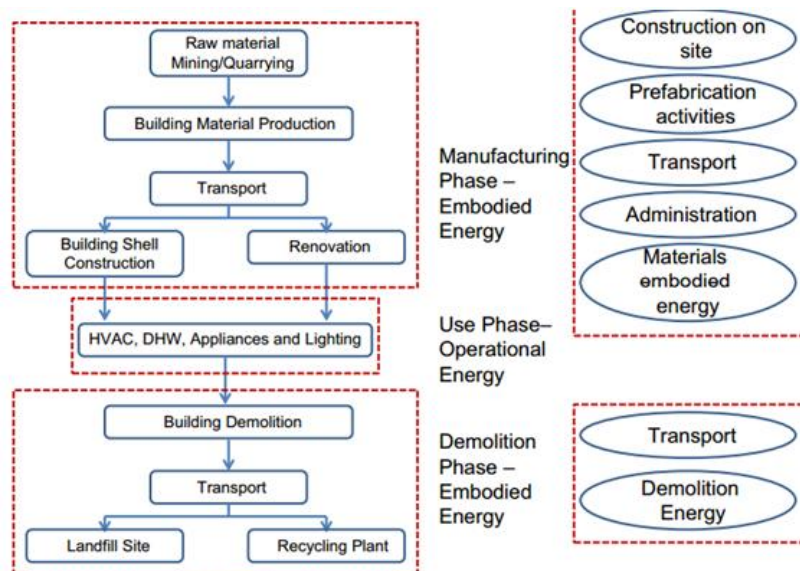 Raw material
Mining/Quarrying
Building Material Production
Transport
Building Shell
Construction
Renovation
HVAC, DHW, Appliances and Lighting
Building Demolition
Transport
Landfill Site
Recycling Plant
Manufacturing
Phase –
Embodied
Energy
Use Phase–
Operational
Energy
Demolition
Phase –
Embodied
Energy
Construction on
site
Prefabrication
activities
Transport
Administration
Materials
embodied
energy
Transport
Demolition
Energy